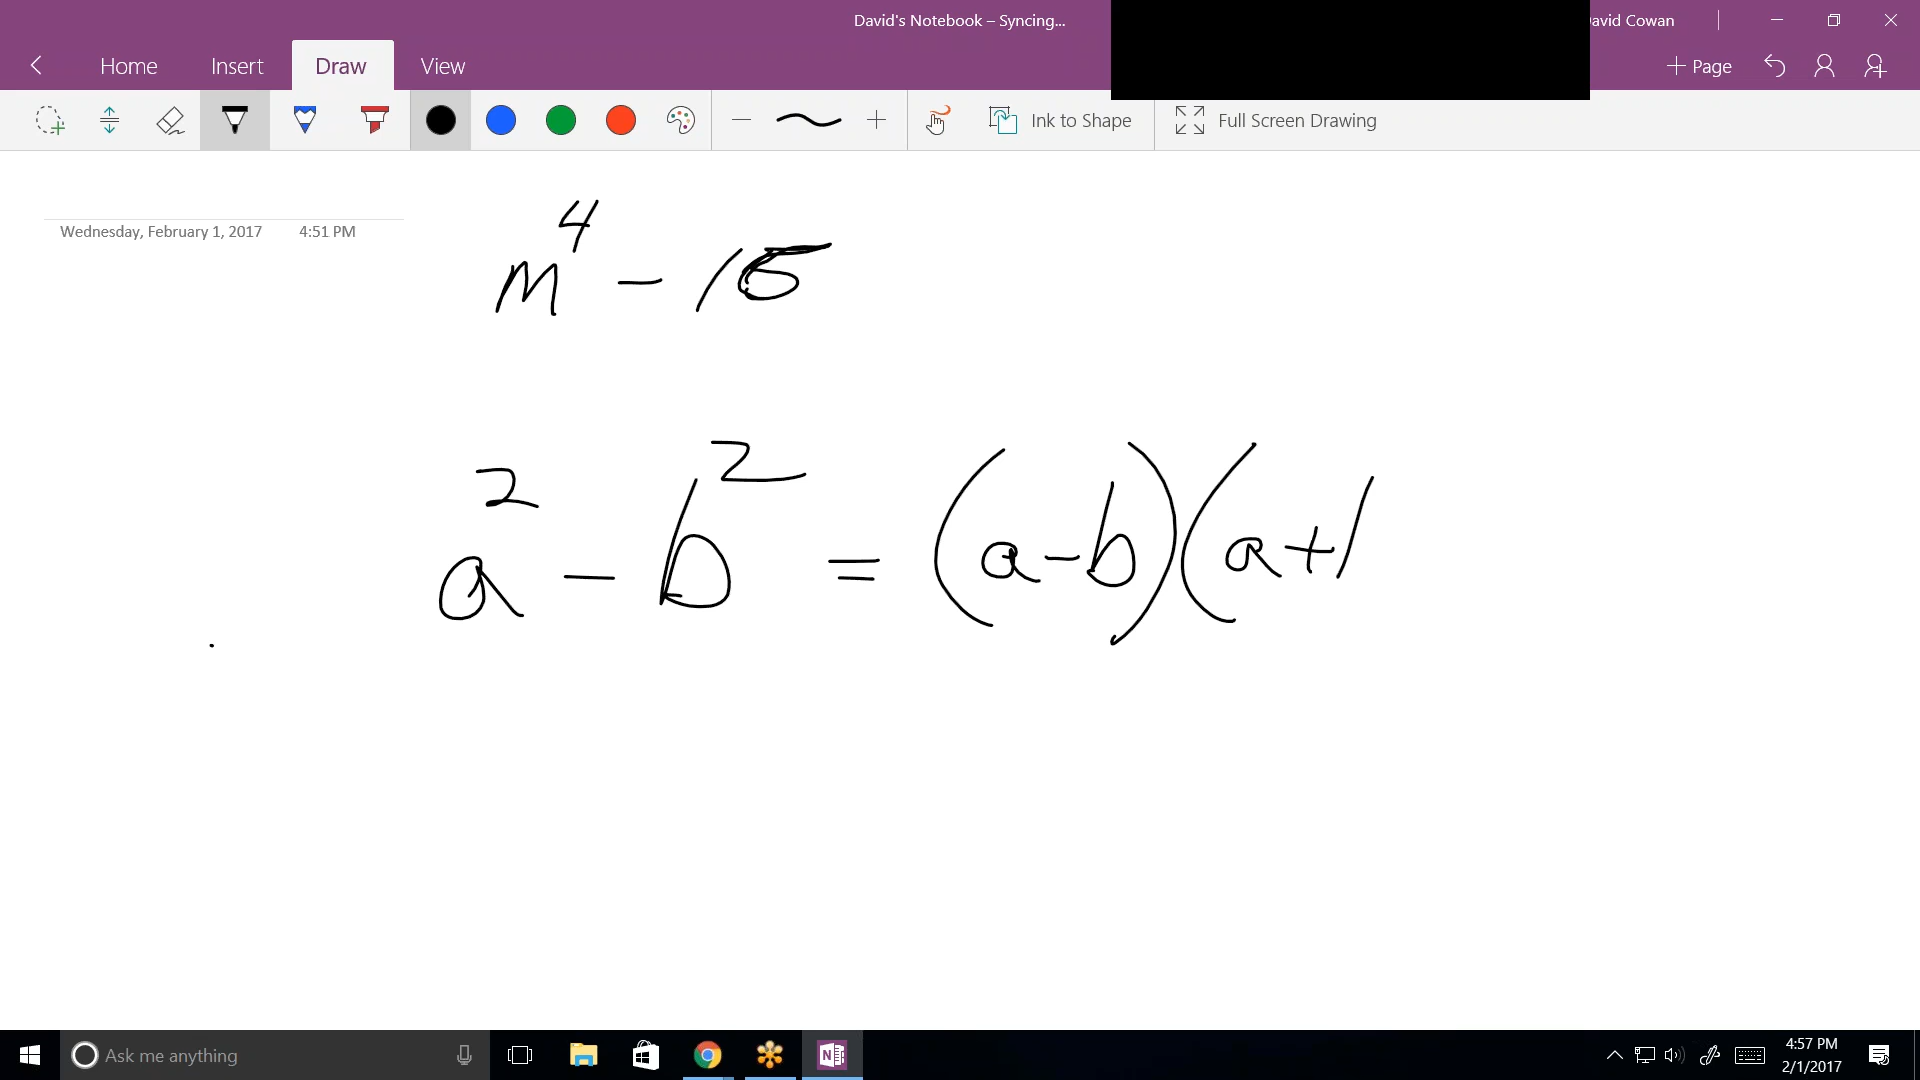 David's Notebook – Syncing...
avid Cowan
Home Insert Draw View
Page
Ink to Shape
Full Screen Drawing
Wednesday, February 1, 2017 4:51 PM
m⁴ –
a² – b² = (a–b)(a+
Ask me anything
N
4:57 PM
2/1/2017